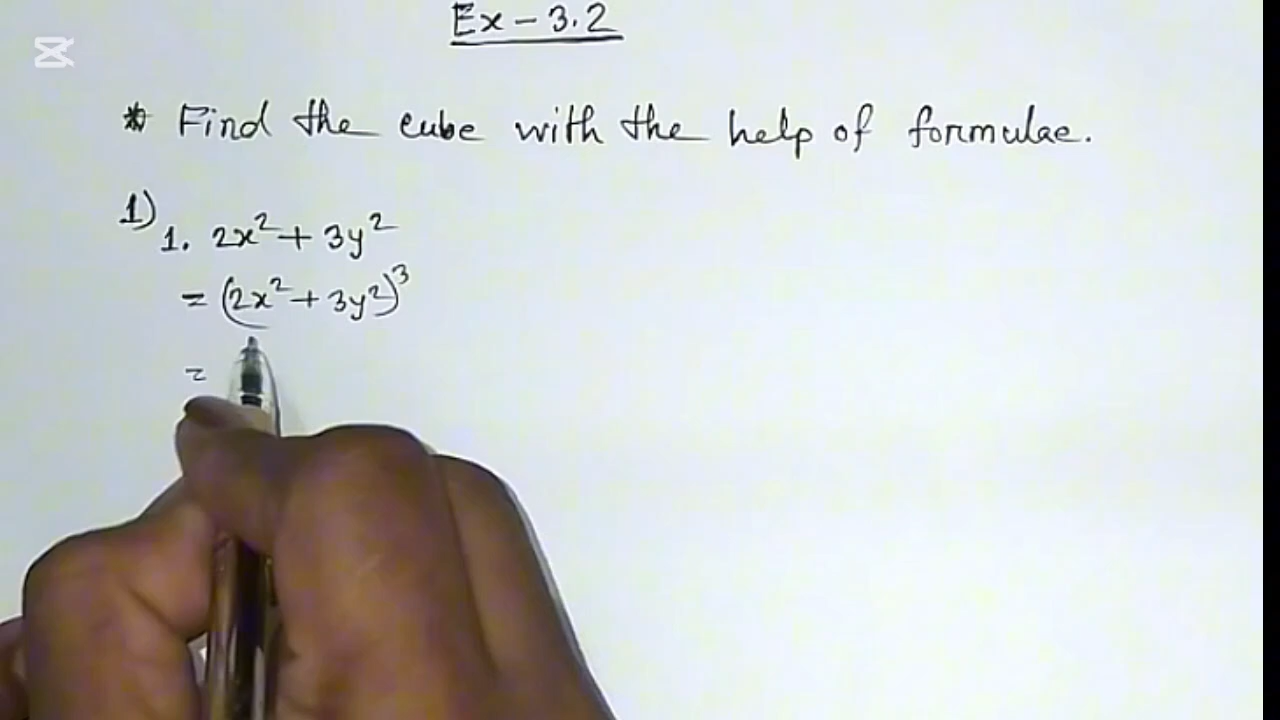 Ex - 3.2
* Find the cube with the help of formulae.
1) 1. 2x² + 3y²
= (2x² + 3y²)³
=